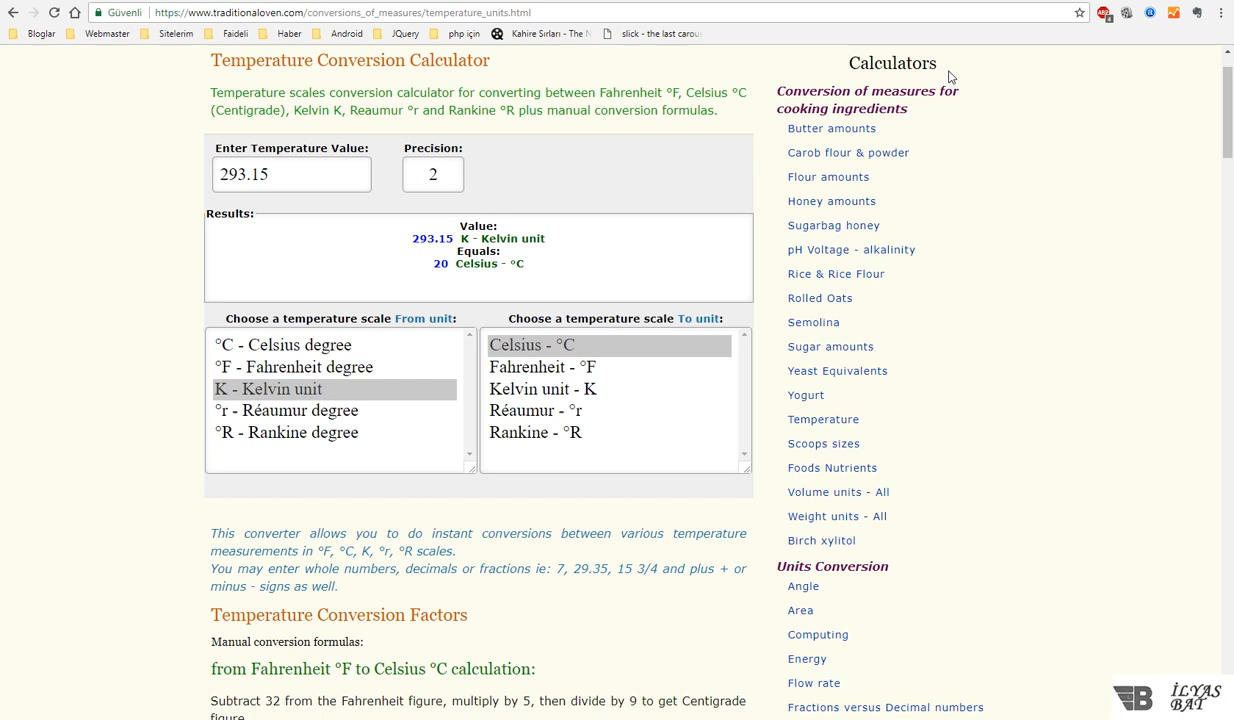 Güvenli
https://www.traditionaloven.com/conversions_of_measures/temperature_units.html
Bloglar Webmaster Sitelerim Faideli Haber Android JQuery php için Kahire Sırları - The N slick - the last carous
Temperature Conversion Calculator
Temperature scales conversion calculator for converting between Fahrenheit °F, Celsius °C
(Centigrade), Kelvin K, Reaumur °r and Rankine °R plus manual conversion formulas.
Enter Temperature Value: Precision:
293.15 2
Results:
Value:
293.15 K - Kelvin unit
Equals:
20 Celsius - °C
Choose a temperature scale From unit:
°C - Celsius degree
°F - Fahrenheit degree
K - Kelvin unit
°r - Réaumur degree
°R - Rankine degree
Choose a temperature scale To unit:
Celsius - °C
Fahrenheit - °F
Kelvin unit - K
Réaumur - °r
Rankine - °R
This converter allows you to do instant conversions between various temperature
measurements in °F, °C, K, °r, °R scales.
You may enter whole numbers, decimals or fractions ie: 7, 29.35, 15 3/4 and plus + or
minus - signs as well.
Temperature Conversion Factors
Manual conversion formulas:
from Fahrenheit °F to Celsius °C calculation:
Subtract 32 from the Fahrenheit figure, multiply by 5, then divide by 9 to get Centigrade
figure
Calculators
Conversion of measures for
cooking ingredients
Butter amounts
Carob flour & powder
Flour amounts
Honey amounts
Sugarbag honey
pH Voltage - alkalinity
Rice & Rice Flour
Rolled Oats
Semolina
Sugar amounts
Yeast Equivalents
Yogurt
Temperature
Scoops sizes
Foods Nutrients
Volume units - All
Weight units - All
Birch xylitol
Units Conversion
Angle
Area
Computing
Energy
Flow rate
Fractions versus Decimal numbers
B İLYAS
BAT